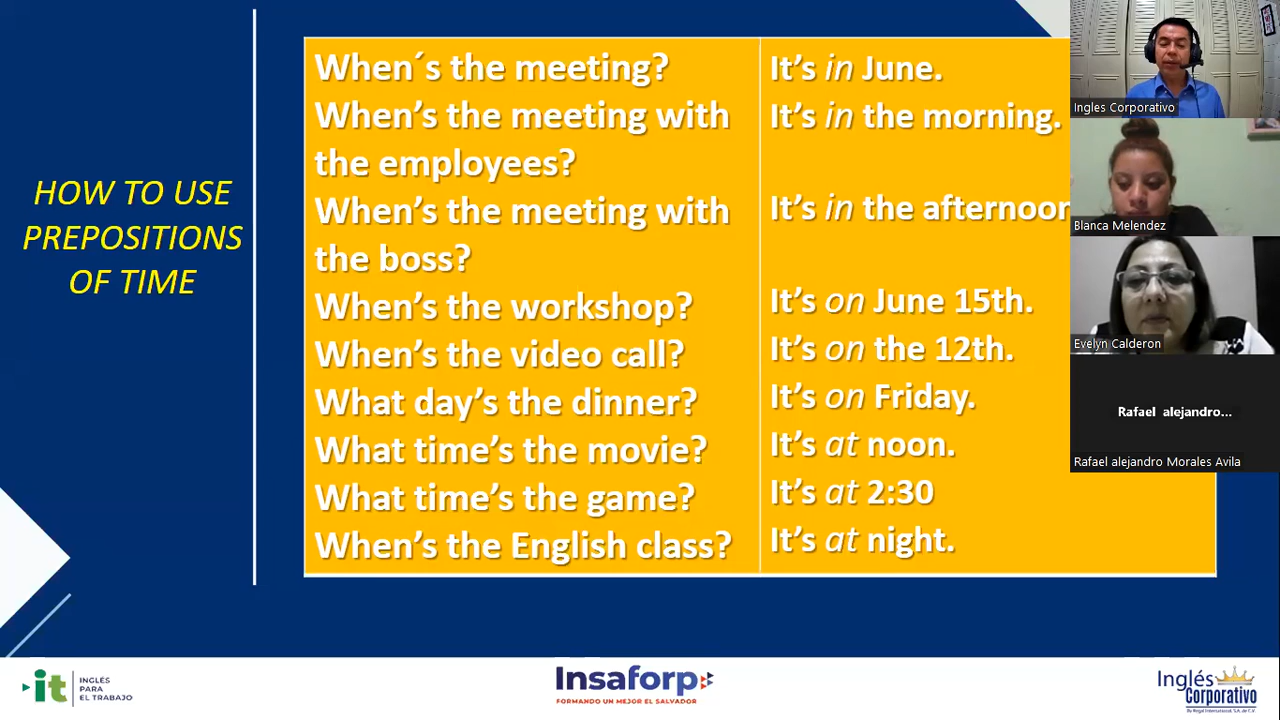 HOW TO USE
PREPOSITIONS
OF TIME
When´s the meeting?
It's in June.
When's the meeting with
the employees?
It's in the morning.
When's the meeting with
the boss?
It's in the afternoon
When's the workshop?
It's on June 15th.
When's the video call?
It's on the 12th.
What day's the dinner?
It's on Friday.
What time's the movie?
It's at noon.
What time's the game?
It's at 2:30
When's the English class?
It's at night.
Ingles Corporativo
Blanca Melendez
Evelyn Calderon
Rafael alejandro...
Rafael alejandro Morales Avila
it
INGLÉS
PARA
EL TRABAJO
Insaforp
FORMANDO UN MEJOR EL SALVADOR
Inglés
Corporativo
By Regal International, S.A. de C.V.